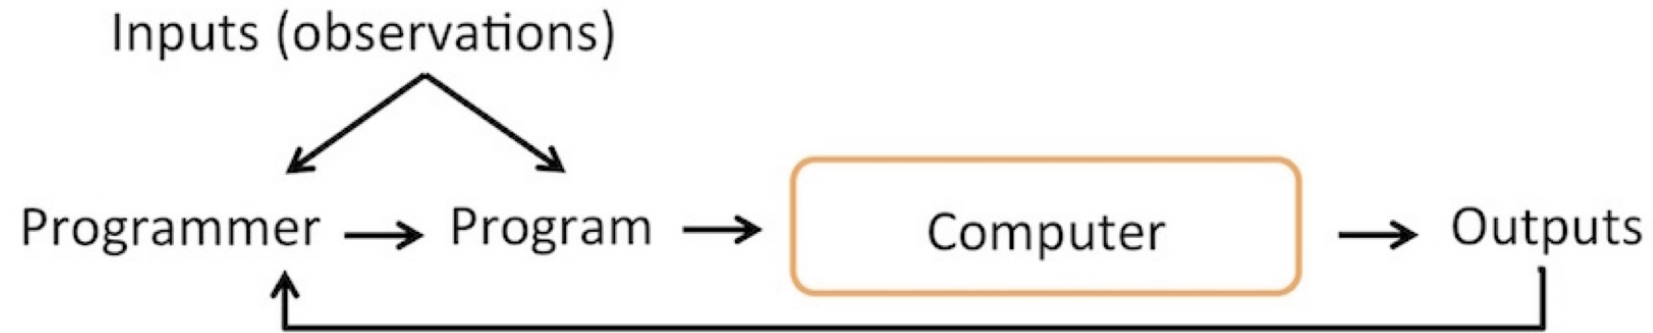 Inputs (observations)
Programmer
Program
Computer
Outputs